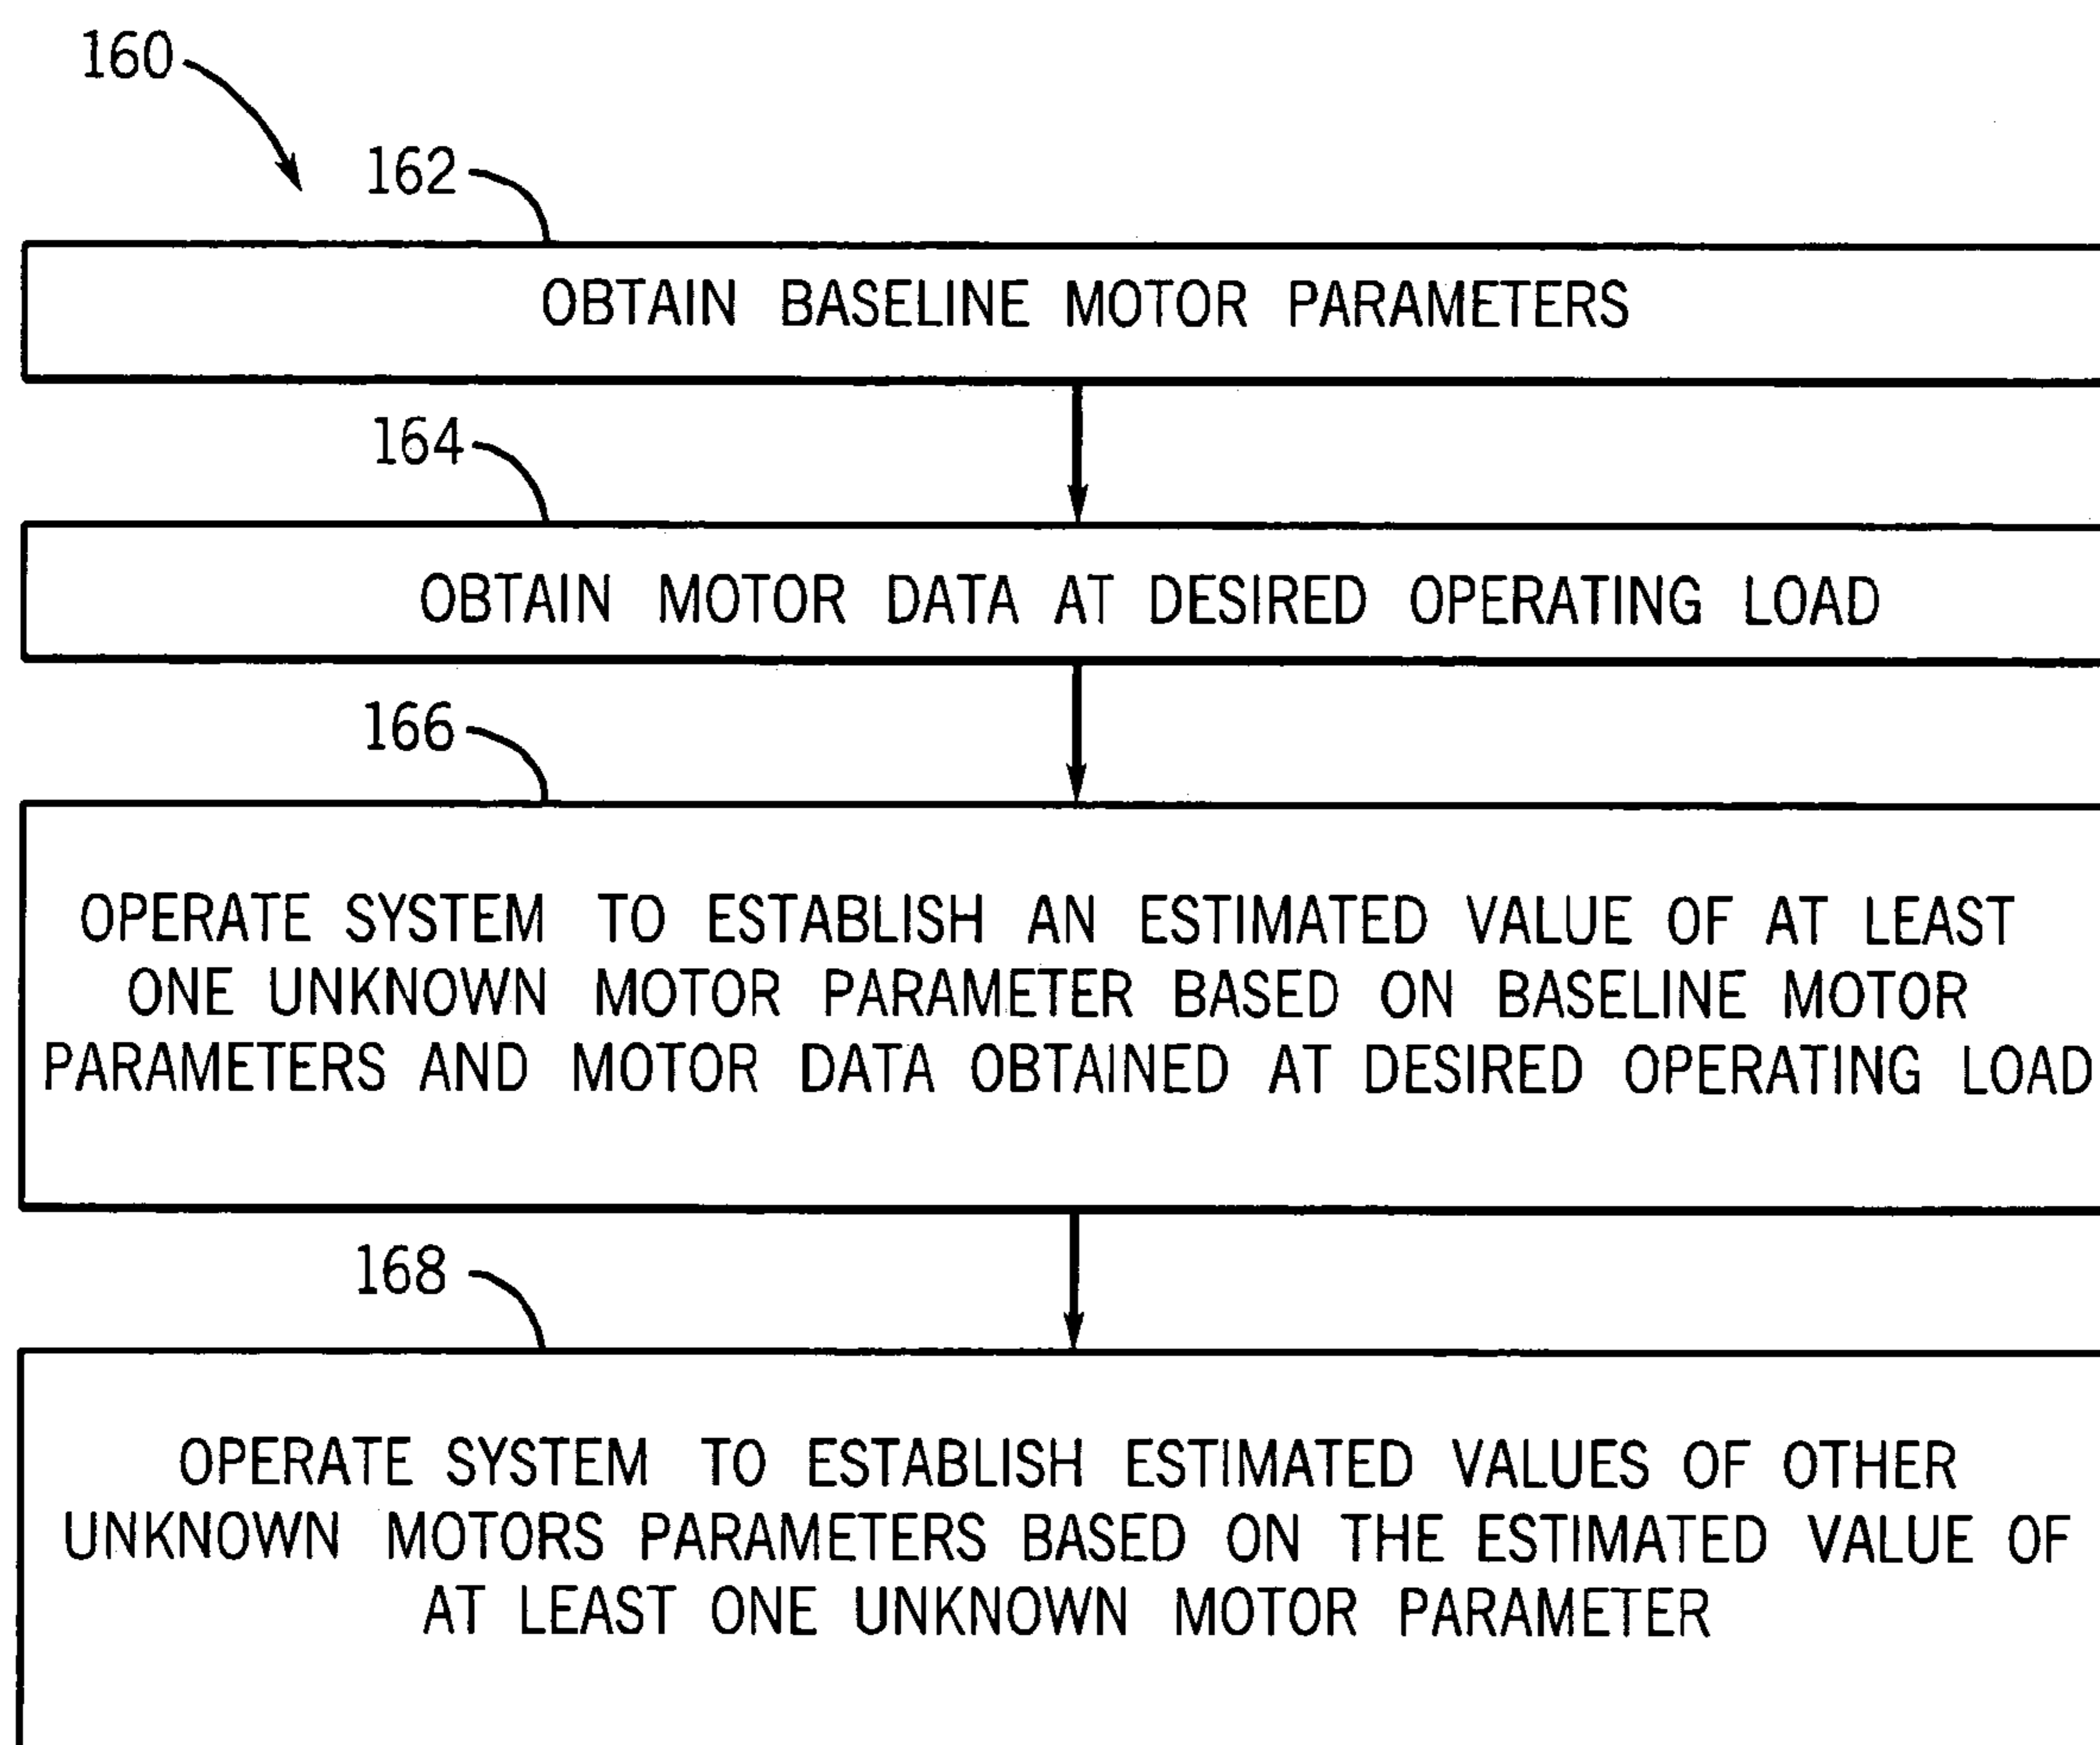 160
162
OBTAIN BASELINE MOTOR PARAMETERS
164
OBTAIN MOTOR DATA AT DESIRED OPERATING LOAD
166
OPERATE SYSTEM TO ESTABLISH AN ESTIMATED VALUE OF AT LEAST
ONE UNKNOWN MOTOR PARAMETER BASED ON BASELINE MOTOR
PARAMETERS AND MOTOR DATA OBTAINED AT DESIRED OPERATING LOAD
168
OPERATE SYSTEM TO ESTABLISH ESTIMATED VALUES OF OTHER
UNKNOWN MOTORS PARAMETERS BASED ON THE ESTIMATED VALUE OF
AT LEAST ONE UNKNOWN MOTOR PARAMETER